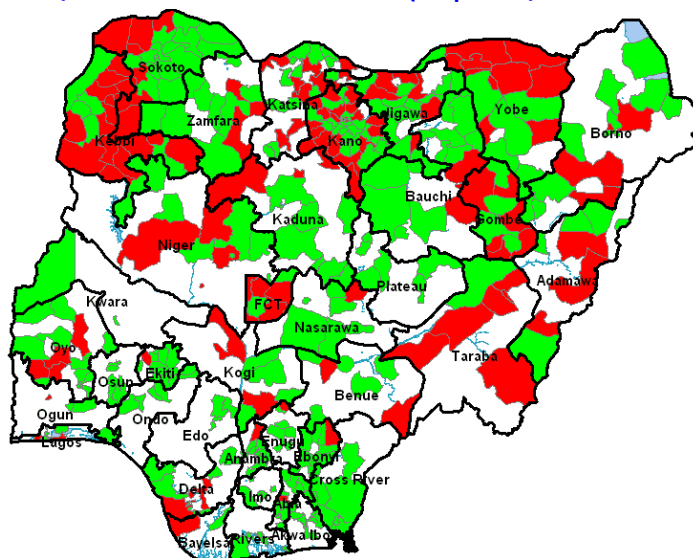 Sokoto
Katsina
Jigawa
Yobe
Zamfara
Kebbi
Kano
Borno
Bauchi
Kaduna
Gombe
Niger
Adamawa
Plateau
FCT
Kwara
Nasarawa
Oyo
Taraba
Kogi
Osun
Ekiti
Benue
Ogun
Ondo
Edo
Enugu
Lagos
Anambra
Ebonyi
Cross River
Delta
Imo
Abia
Akwa Ibo
Rivers
Bayelsa